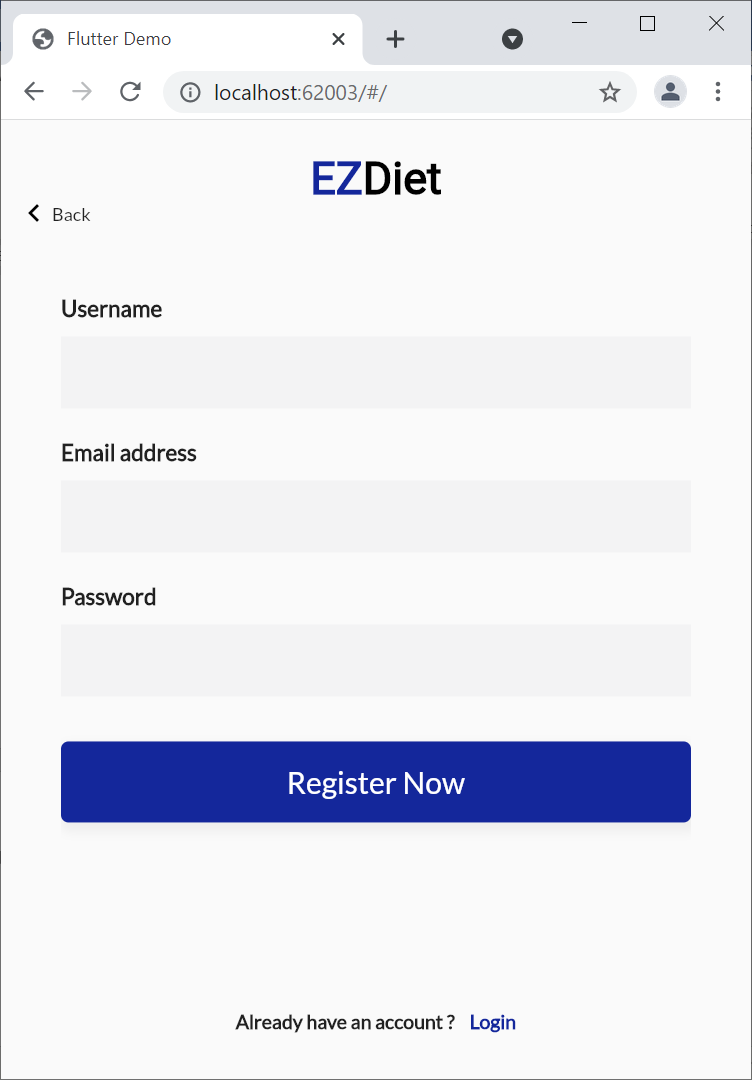 Flutter Demo
localhost:62003/#/
EZDiet
Back
Username
Email address
Password
Register Now
Already have an account ? Login